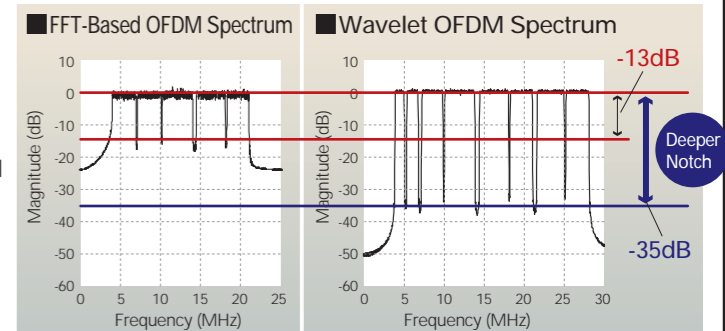 ■FFT-Based OFDM Spectrum
■Wavelet OFDM Spectrum
Magnitude (dB)
10
0
-10
-20
-30
-40
-50
-60
0 5 10 15 20 25
Frequency (MHz)
Magnitude (dB)
10
0
-10
-20
-30
-40
-50
-60
0 5 10 15 20 25 30
Frequency (MHz)
-13dB
Deeper
Notch
-35dB